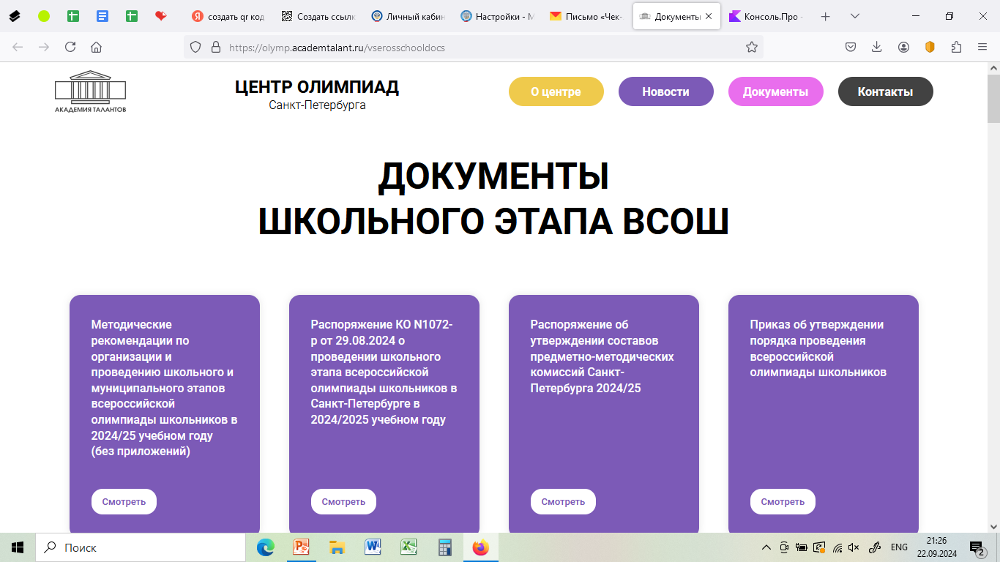 создать qr код
Создать ссылк
Личный кабин
Настройки - М
Письмо «Чек-
Документы
Консоль.Про -
https://olymp.academtalant.ru/vserosschooldocs
АКАДЕМИЯ ТАЛАНТОВ
ЦЕНТР ОЛИМПИАД
Санкт-Петербурга
О центре
Новости
Документы
Контакты
ДОКУМЕНТЫ
ШКОЛЬНОГО ЭТАПА ВСОШ
Методические
рекомендации по
организации и
проведению школьного и
муниципального этапов
всероссийской
олимпиады школьников в
2024/25 учебном году
(без приложений)
Смотреть
Распоряжение КО N1072-
р от 29.08.2024 о
проведении школьного
этапа всероссийской
олимпиады школьников в
Санкт-Петербурге в
2024/2025 учебном году
Смотреть
Распоряжение об
утверждении составов
предметно-методических
комиссий Санкт-
Петербурга 2024/25
Смотреть
Приказ об утверждении
порядка проведения
всероссийской
олимпиады школьников
Смотреть
Поиск
ENG
21:26
22.09.2024
2